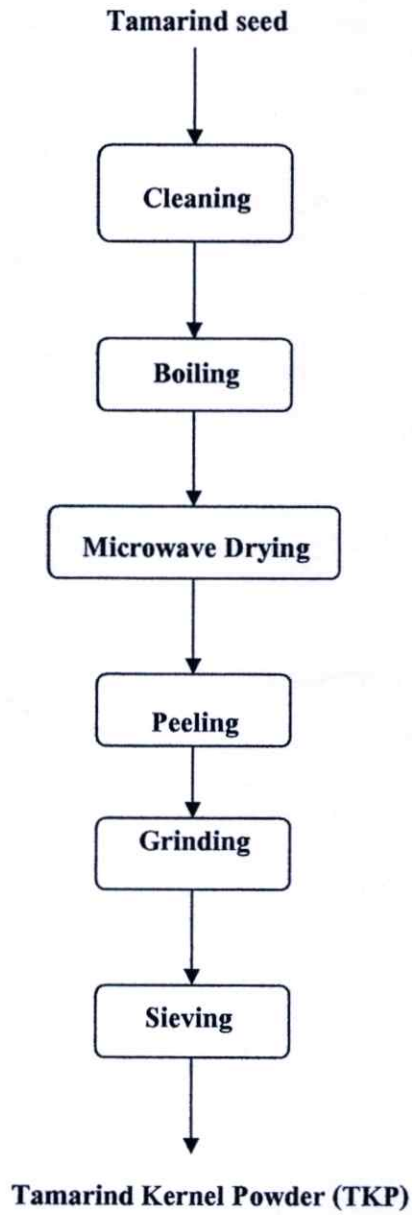 Tamarind seed
Cleaning
Boiling
Microwave Drying
Peeling
Grinding
Sieving
Tamarind Kernel Powder (TKP)